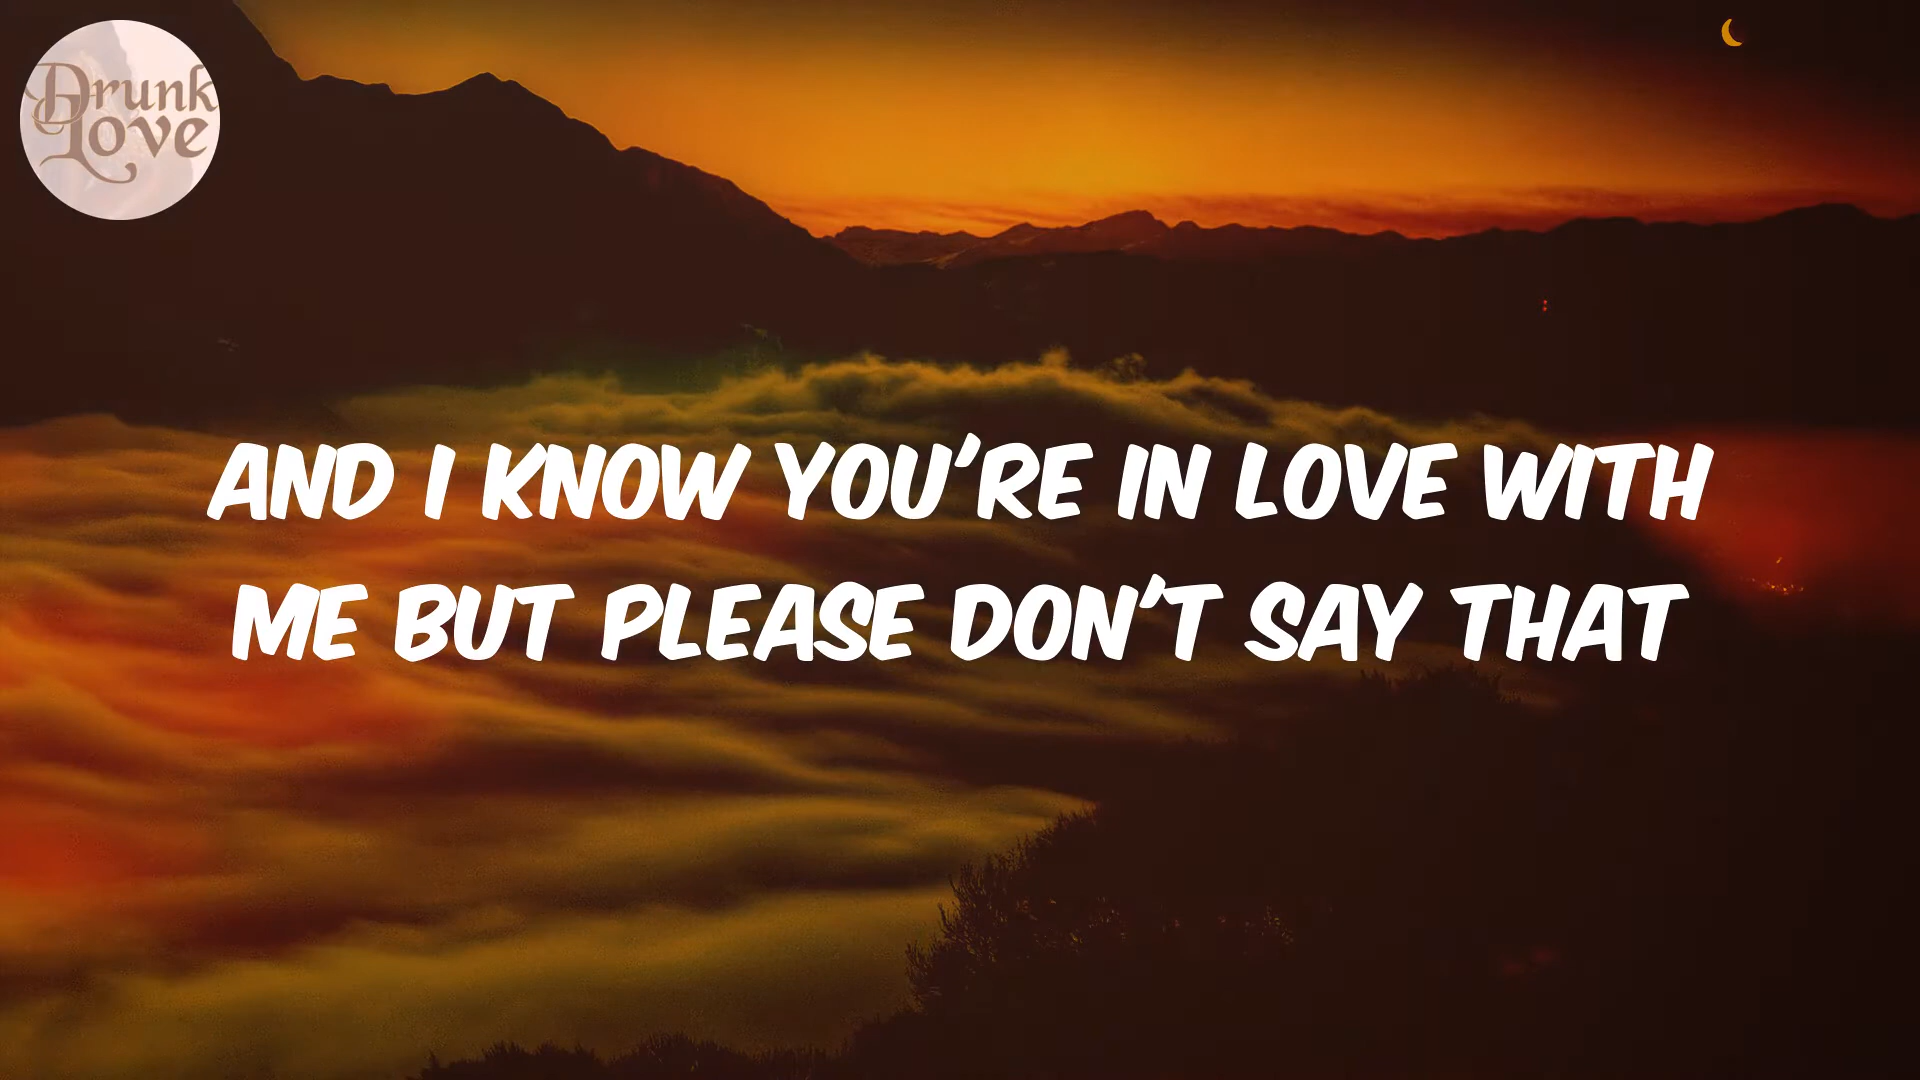 Drunk
Love
AND I KNOW YOU'RE IN LOVE WITH
ME BUT PLEASE DON'T SAY THAT